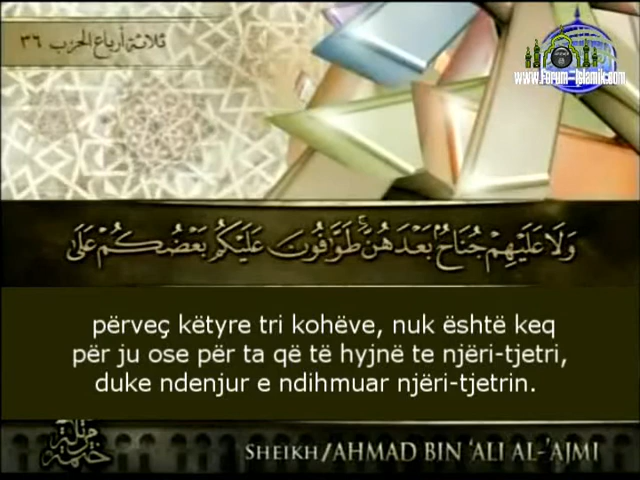 ثلاثة أرباع الحزب ٣٦
www.Forum-Islamik.com
وَلَا عَلَيْهِمْ جُنَاحٌ بَعْدَهُنَّ ۚ طَوَّافُونَ عَلَيْكُم بَعْضُكُمْ عَلَىٰ
përveç këtyre tri kohëve, nuk është keq
për ju ose për ta që të hyjnë te njëri-tjetri,
duke ndenjur e ndihmuar njëri-tjetrin.
SHEIKH/AHMAD BIN 'ALI AL-'AJMI